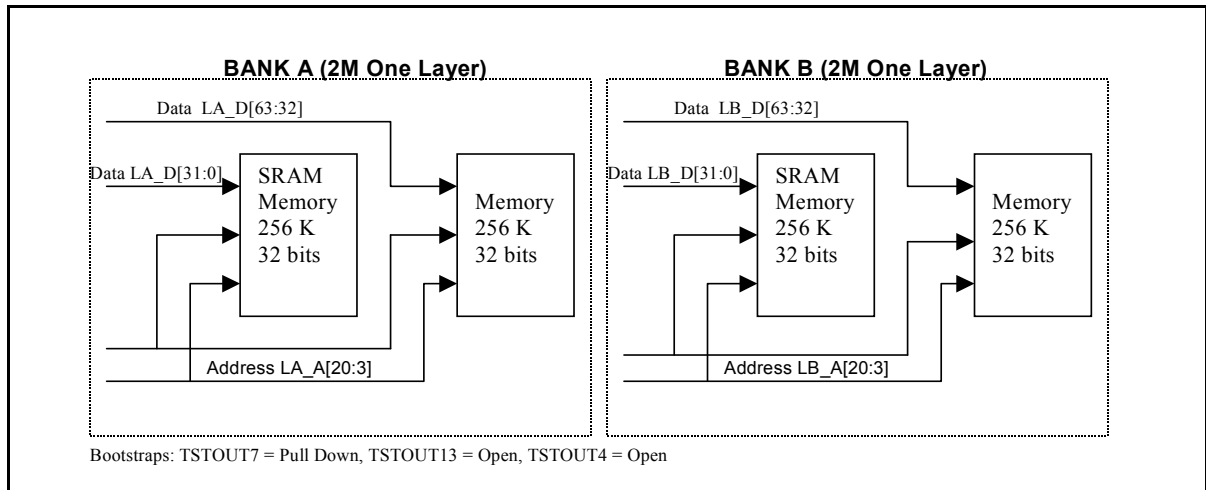 BANK A (2M One Layer)
Data LA_D[63:32]
Data LA_D[31:0]
SRAM
Memory
256 K
32 bits
Memory
256 K
32 bits
Address LA_A[20:3]
BANK B (2M One Layer)
Data LB_D[63:32]
Data LB_D[31:0]
SRAM
Memory
256 K
32 bits
Memory
256 K
32 bits
Address LB_A[20:3]
Bootstraps: TSTOUT7 = Pull Down, TSTOUT13 = Open, TSTOUT4 = Open